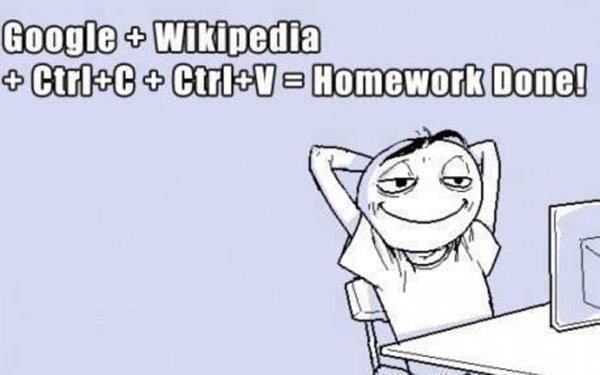 Google + Wikipedia
+ Ctrl+C + Ctrl+V = Homework Done!